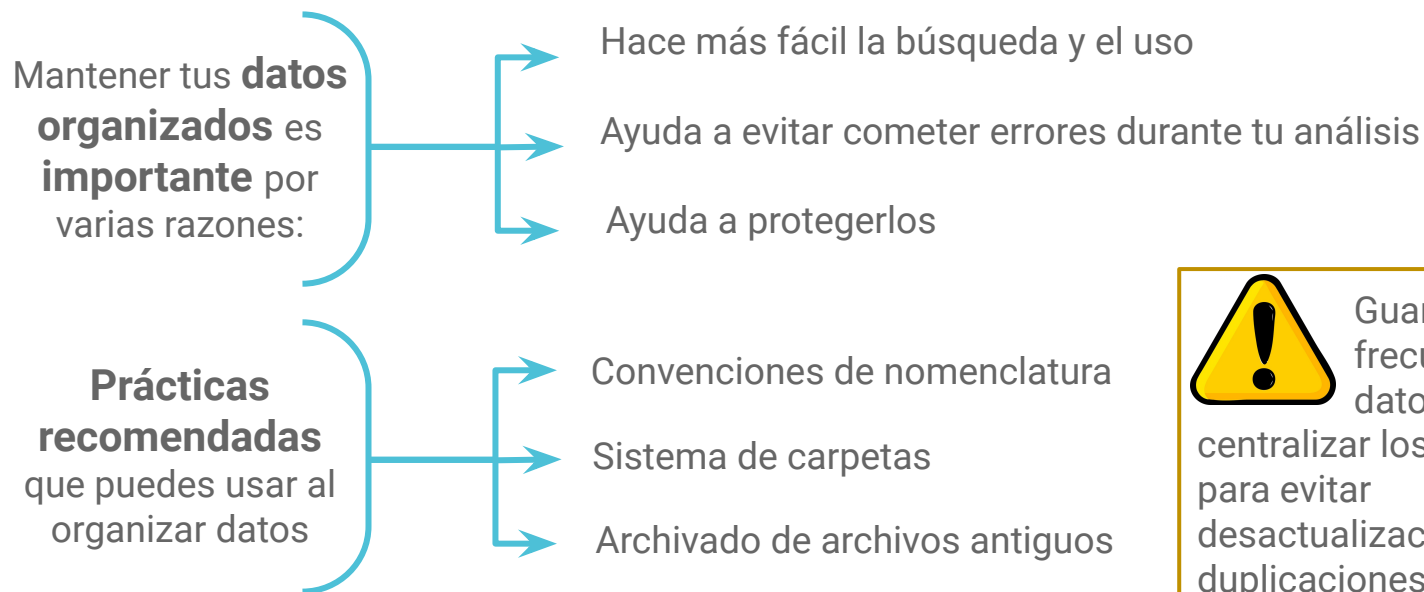 Mantener tus datos
organizados es
importante por
varias razones:
Hace más fácil la búsqueda y el uso
Ayuda a evitar cometer errores durante tu análisis
Ayuda a protegerlos
Prácticas
recomendadas
que puedes usar al
organizar datos
Convenciones de nomenclatura
Sistema de carpetas
Archivado de archivos antiguos
centralizar los
para evitar
duplicaciones